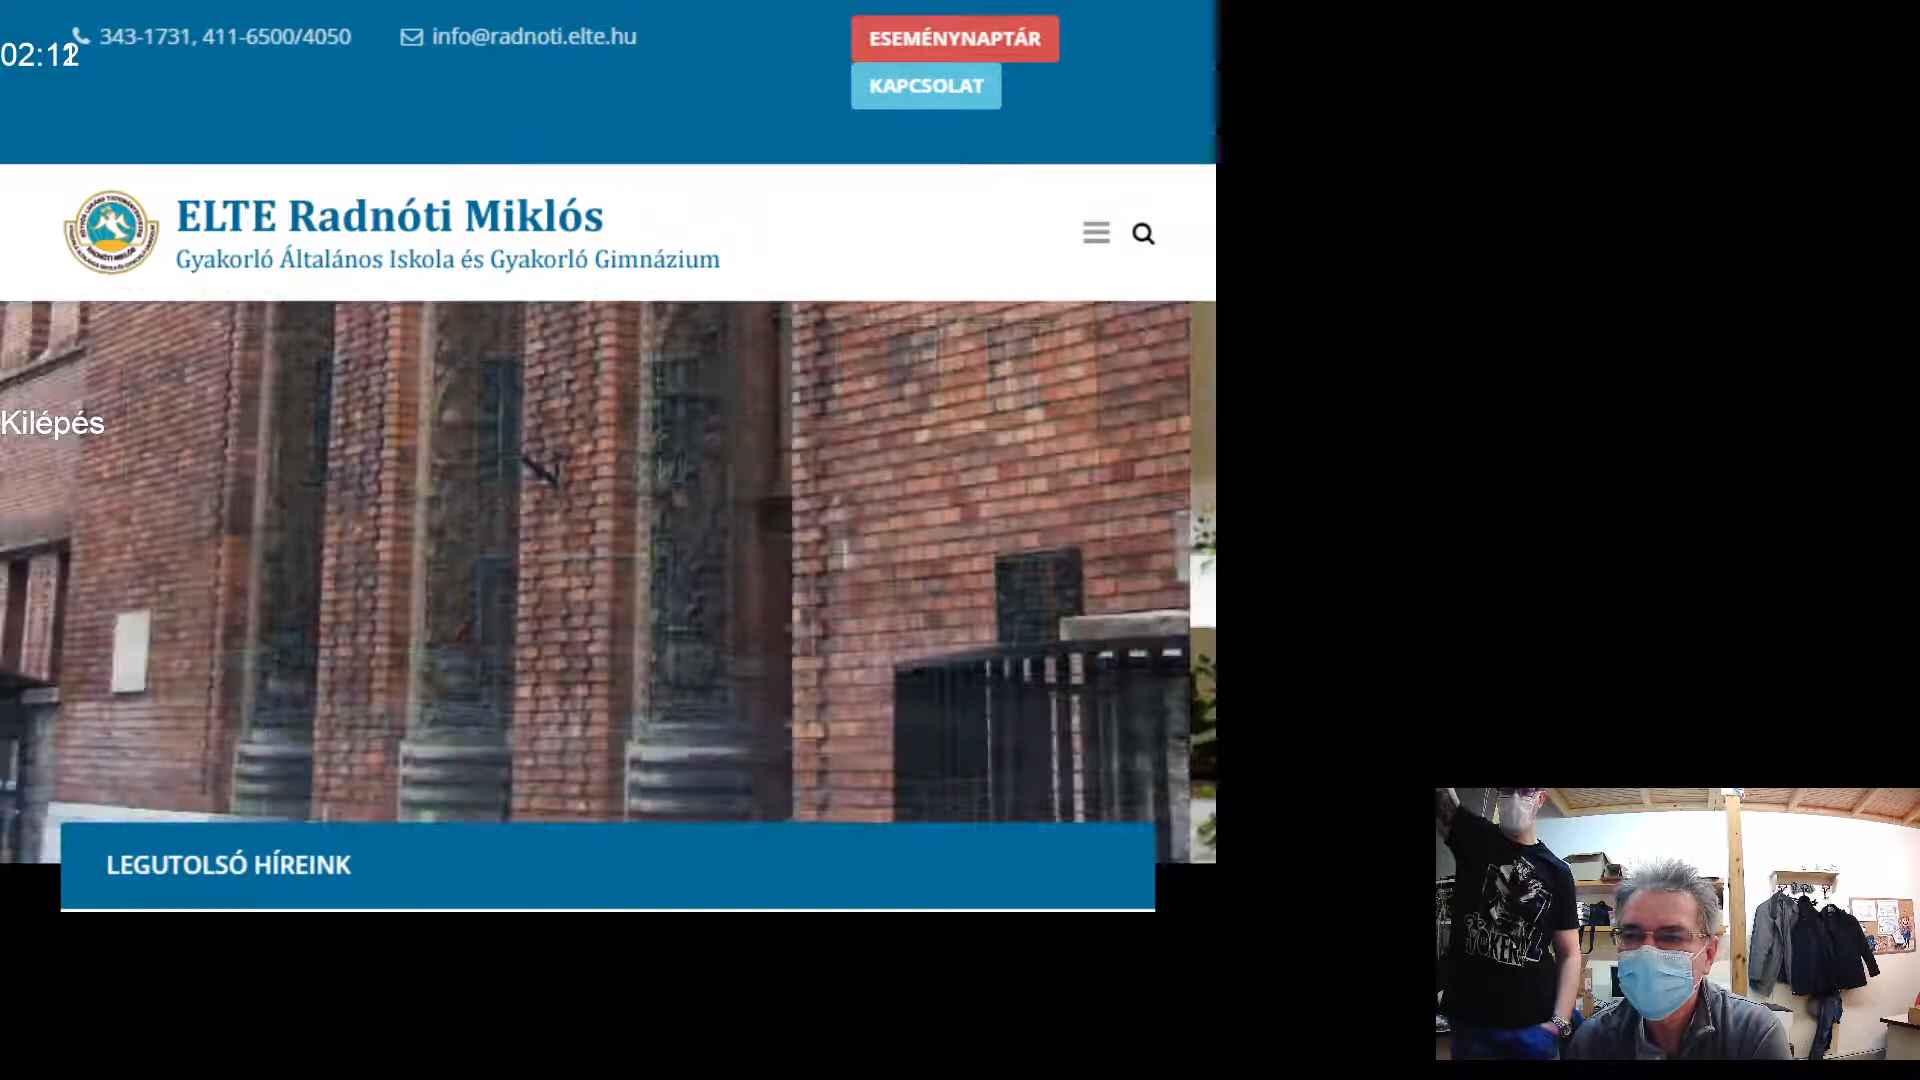 343-1731, 411-6500/4050
info@radnoti.elte.hu
ESEMÉNYNAPTÁR
02:12
KAPCSOLAT
ELTE Radnóti Miklós
Gyakorló Általános Iskola és Gyakorló Gimnázium
Kilépés
LEGUTOLSÓ HÍREINK
JOKER